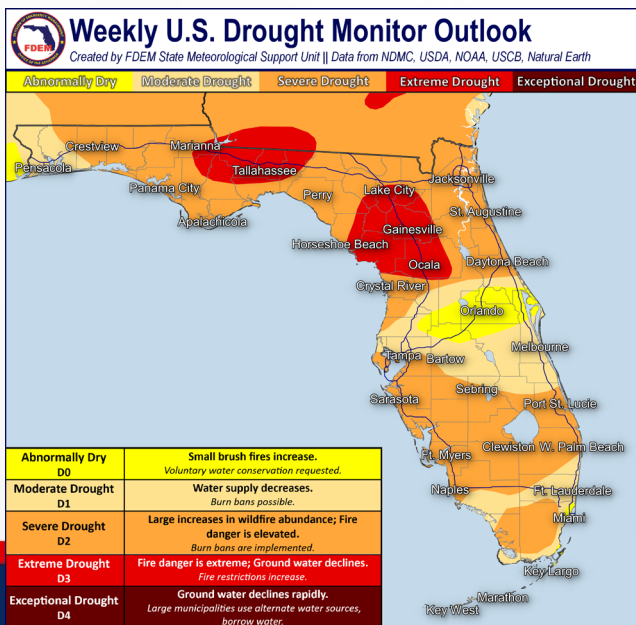 FDEM
Weekly U.S. Drought Monitor Outlook
Created by FDEM State Meteorological Support Unit || Data from NDMC, USDA, NOAA, USCB, Natural Earth
Abnormally Dry Moderate Drought Severe Drought Extreme Drought Exceptional Drought
Crestview
Marianna
Pensacola
Tallahassee
Jacksonville
Panama City
Perry
Lake City
Apalachicola
St. Augustine
Gainesville
Horseshoe Beach
Ocala
Daytona Beach
Crystal River
Orlando
Melbourne
Tampa
Bartow
Sebring
Sarasota
Port St. Lucie
Clewiston
W. Palm Beach
Ft. Myers
Naples
Ft. Lauderdale
Miami
Key Largo
Marathon
Key West
Abnormally Dry
D0
Small brush fires increase.
Voluntary water conservation requested.
Moderate Drought
D1
Water supply decreases.
Burn bans possible.
Severe Drought
D2
Large increases in wildfire abundance; Fire
danger is elevated.
Burn bans are implemented.
Extreme Drought
D3
Fire danger is extreme; Ground water declines.
Fire restrictions increase.
Exceptional Drought
D4
Ground water declines rapidly.
Large municipalities use alternate water sources,
borrow water.